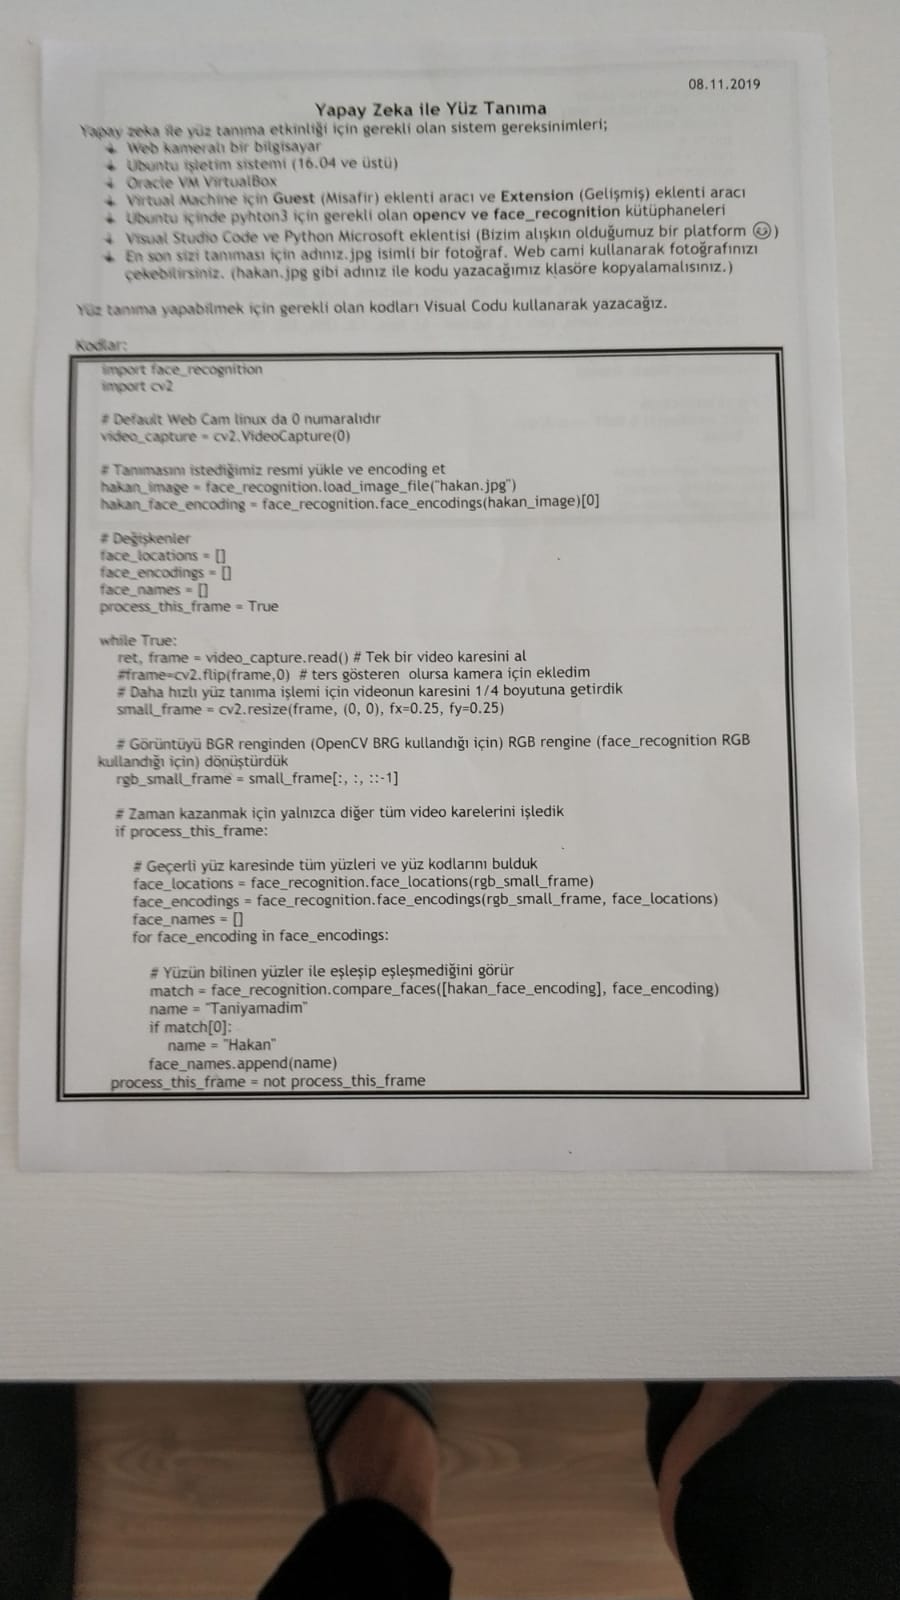 08.11.2019
Yapay Zeka ile Yüz Tanıma
Yapay zeka ile yüz tanıma etkinliği için gerekli olan sistem gereksinimleri;
Web kameralı bir bilgisayar
Ubuntu işletim sistemi (16.04 ve üstü)
Oracle VM VirtualBox
Virtual Machine için Guest (Misafir) eklenti aracı ve Extension (Gelişmiş) eklenti aracı
Ubuntu içinde pyhton3 için gerekli olan opencv ve face_recognition kütüphaneleri
Visual Studio Code ve Python Microsoft eklentisi (Bizim alışkın olduğumuz bir platform ☺)
En son sizi tanıması için adınız.jpg isimli bir fotoğraf. Web cami kullanarak fotoğrafınızı
çekebilirsiniz. (hakan.jpg gibi adınız ile kodu yazacağımız klasöre kopyalamalısınız.)
Yüz tanıma yapabilmek için gerekli olan kodları Visual Codu kullanarak yazacağız.
Kodlar:
import face_recognition
import cv2
# Default Web Cam linux da 0 numaralıdır
video_capture = cv2.VideoCapture(0)
# Tanımasını istediğimiz resmi yükle ve encoding et
hakan_image = face_recognition.load_image_file("hakan.jpg")
hakan_face_encoding = face_recognition.face_encodings(hakan_image)[0]
# Değişkenler
face_locations = []
face_encodings = []
face_names = []
process_this_frame = True
while True:
ret, frame = video_capture.read() # Tek bir video karesini al
#frame=cv2.flip(frame,0) # ters gösteren olursa kamera için ekledim
# Daha hızlı yüz tanıma işlemi için videonun karesini 1/4 boyutuna getirdik
small_frame = cv2.resize(frame, (0, 0), fx=0.25, fy=0.25)
# Görüntüyü BGR renginden (OpenCV BRG kullandığı için) RGB rengine (face_recognition RGB
kullandığı için) dönüştürdük
rgb_small_frame = small_frame[:, :, ::-1]
# Zaman kazanmak için yalnızca diğer tüm video karelerini işledik
if process_this_frame:
# Geçerli yüz karesinde tüm yüzleri ve yüz kodlarını bulduk
face_locations = face_recognition.face_locations(rgb_small_frame)
face_encodings = face_recognition.face_encodings(rgb_small_frame, face_locations)
face_names = []
for face_encoding in face_encodings:
# Yüzün bilinen yüzler ile eşleşip eşleşmediğini görür
match = face_recognition.compare_faces([hakan_face_encoding], face_encoding)
name = "Taniyamadim"
if match[0]:
name = "Hakan"
face_names.append(name)
process_this_frame = not process_this_frame